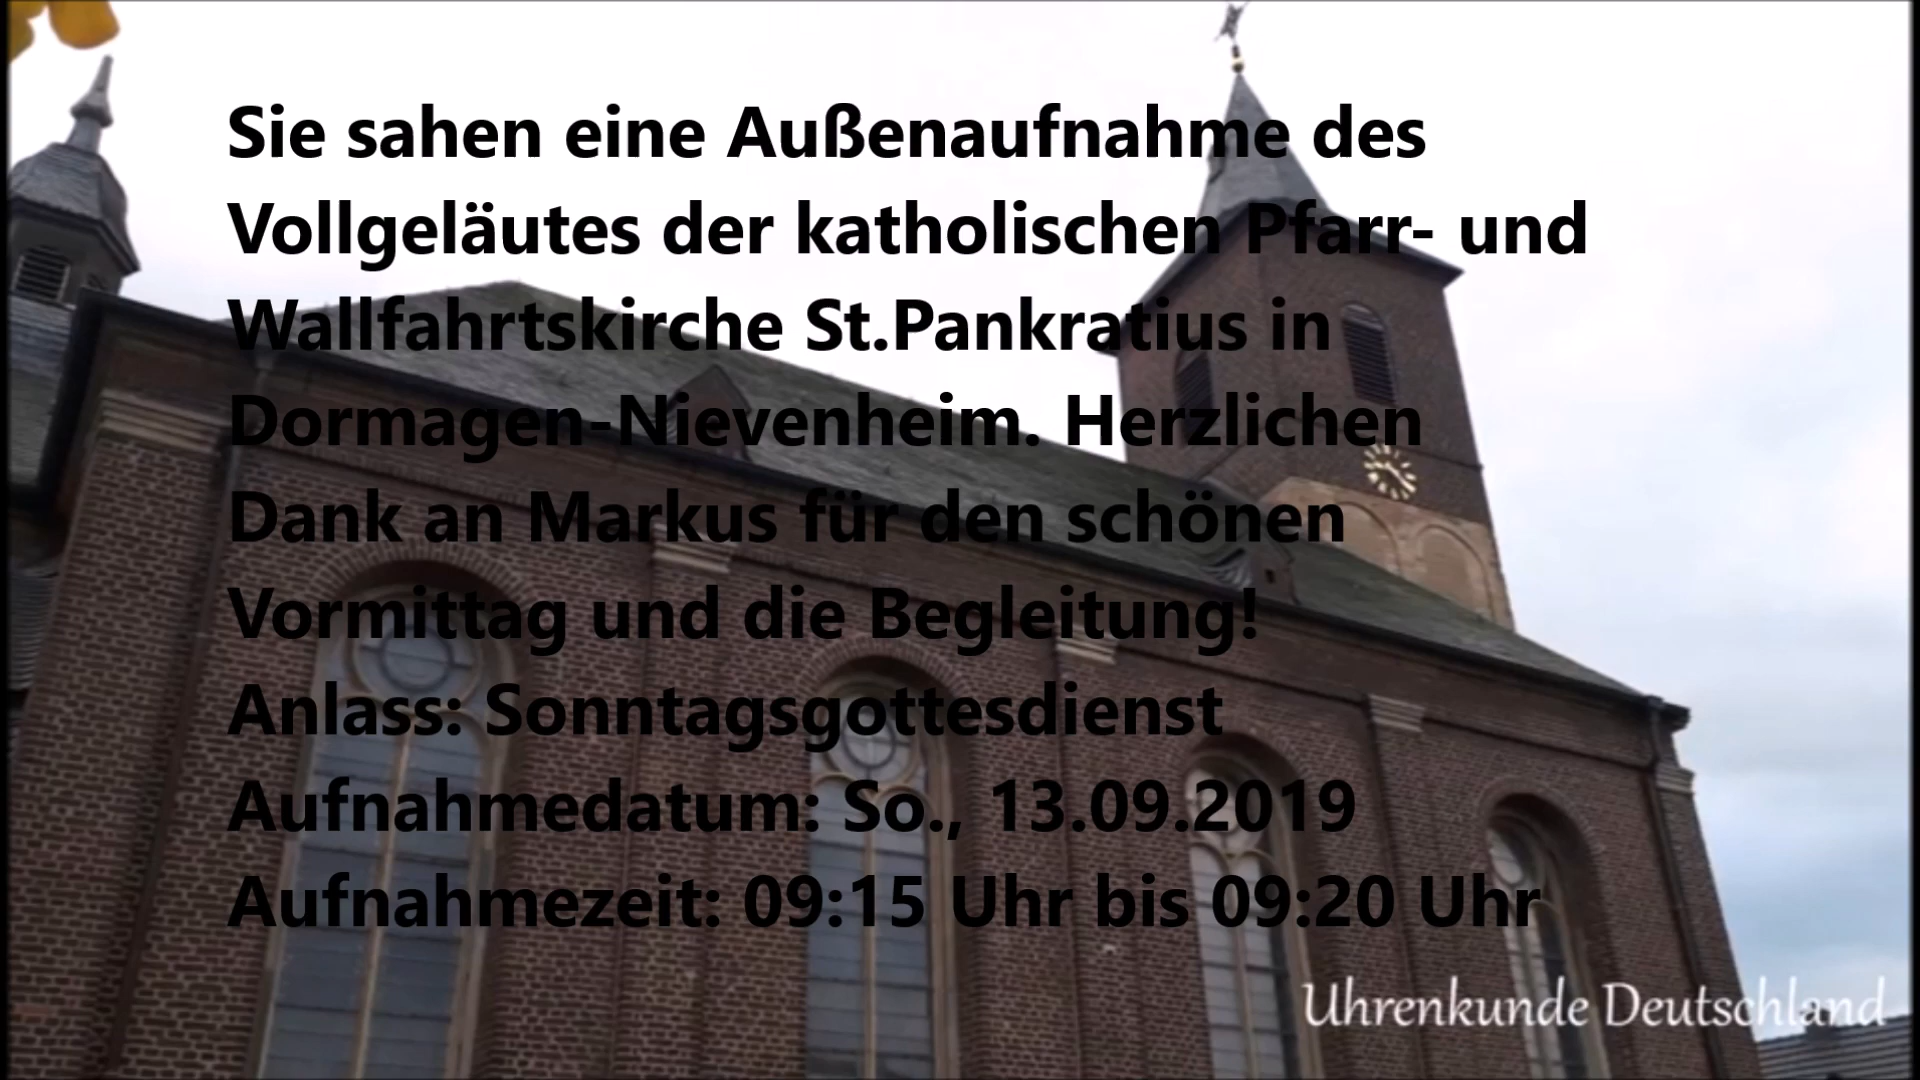 Sie sahen eine Außenaufnahme des
Vollgeläutes der katholischen Pfarr- und
Wallfahrtskirche St.Pankratius in
Dormagen-Nievenheim. Herzlichen
Dank an Markus für den schönen
Vormittag und die Begleitung!
Anlass: Sonntagsgottesdienst
Aufnahmedatum: So., 13.09.2019
Aufnahmezeit: 09:15 Uhr bis 09:20 Uhr
Uhrenkunde Deutschland